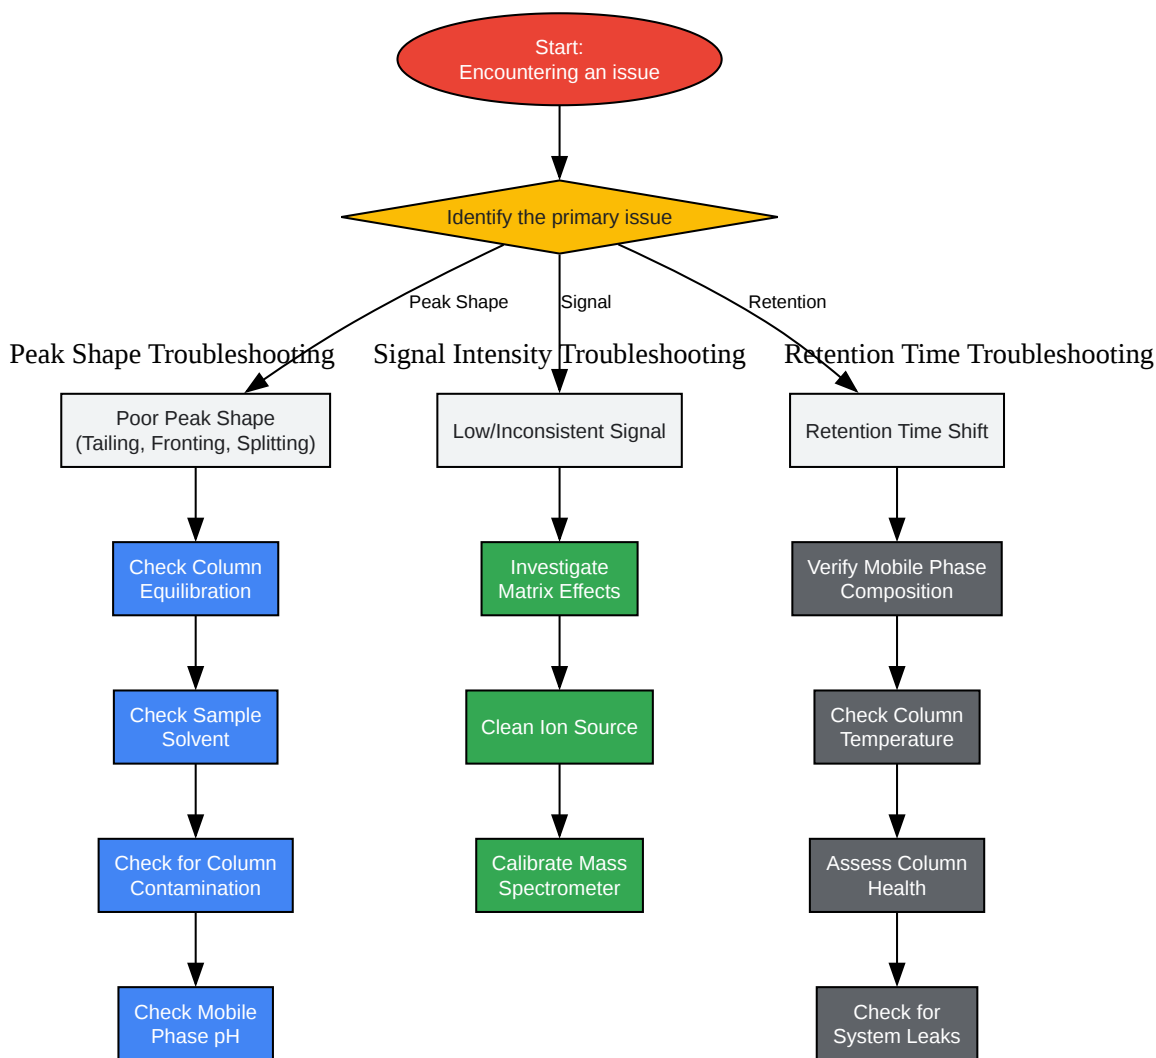 Start:
Encountering an issue
Identify the primary issue
Peak Shape
Signal
Retention
Peak Shape Troubleshooting
Signal Intensity Troubleshooting
Retention Time Troubleshooting
Poor Peak Shape
(Tailing, Fronting, Splitting)
Low/Inconsistent Signal
Retention Time Shift
Check Column
Equilibration
Investigate
Matrix Effects
Verify Mobile Phase
Composition
Check Sample
Solvent
Clean Ion Source
Check Column
Temperature
Check for Column
Contamination
Calibrate Mass
Spectrometer
Assess Column
Health
Check Mobile
Phase pH
Check for
System Leaks